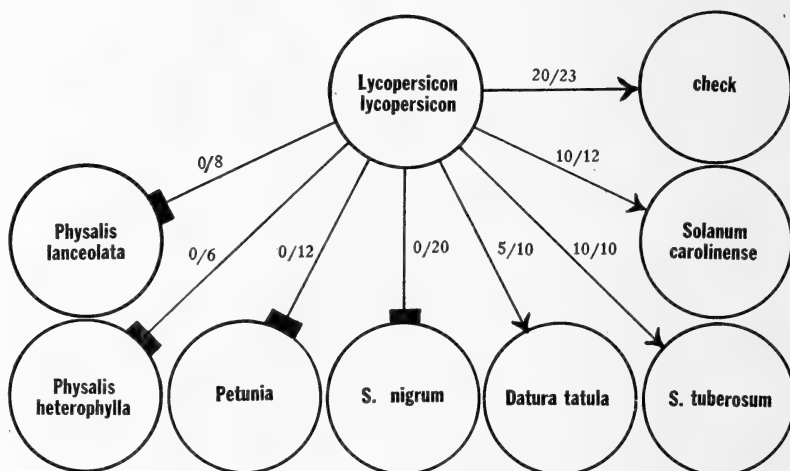 Lycopersicon
lycopersicon
20/23
check
0/8
10/12
Physalis
lanceolata
Solanum
carolinense
0/6
0/12
0/20
5/10
10/10
Physalis
heterophylla
Petunia
S. nigrum
Datura tatula
S. tuberosum